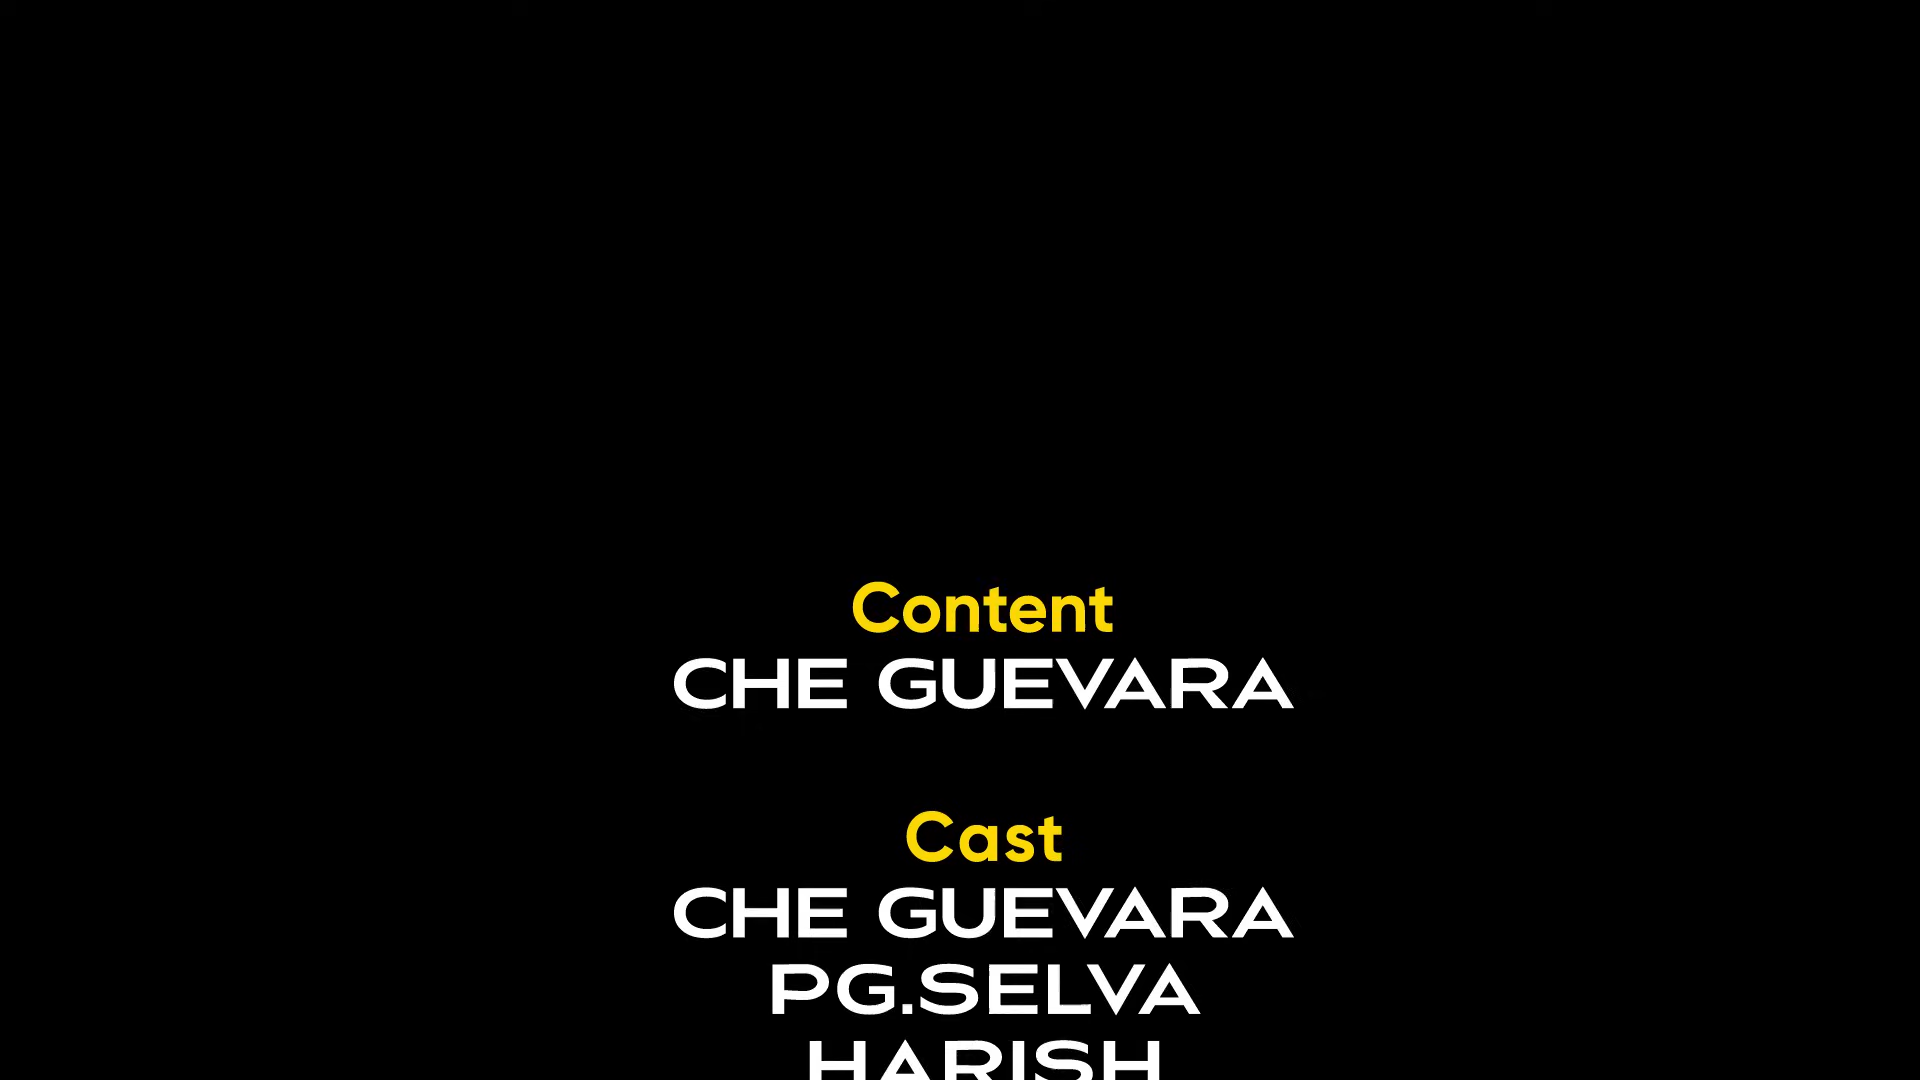 Content
CHE GUEVARA
Cast
CHE GUEVARA
PG.SELVA
HARISH